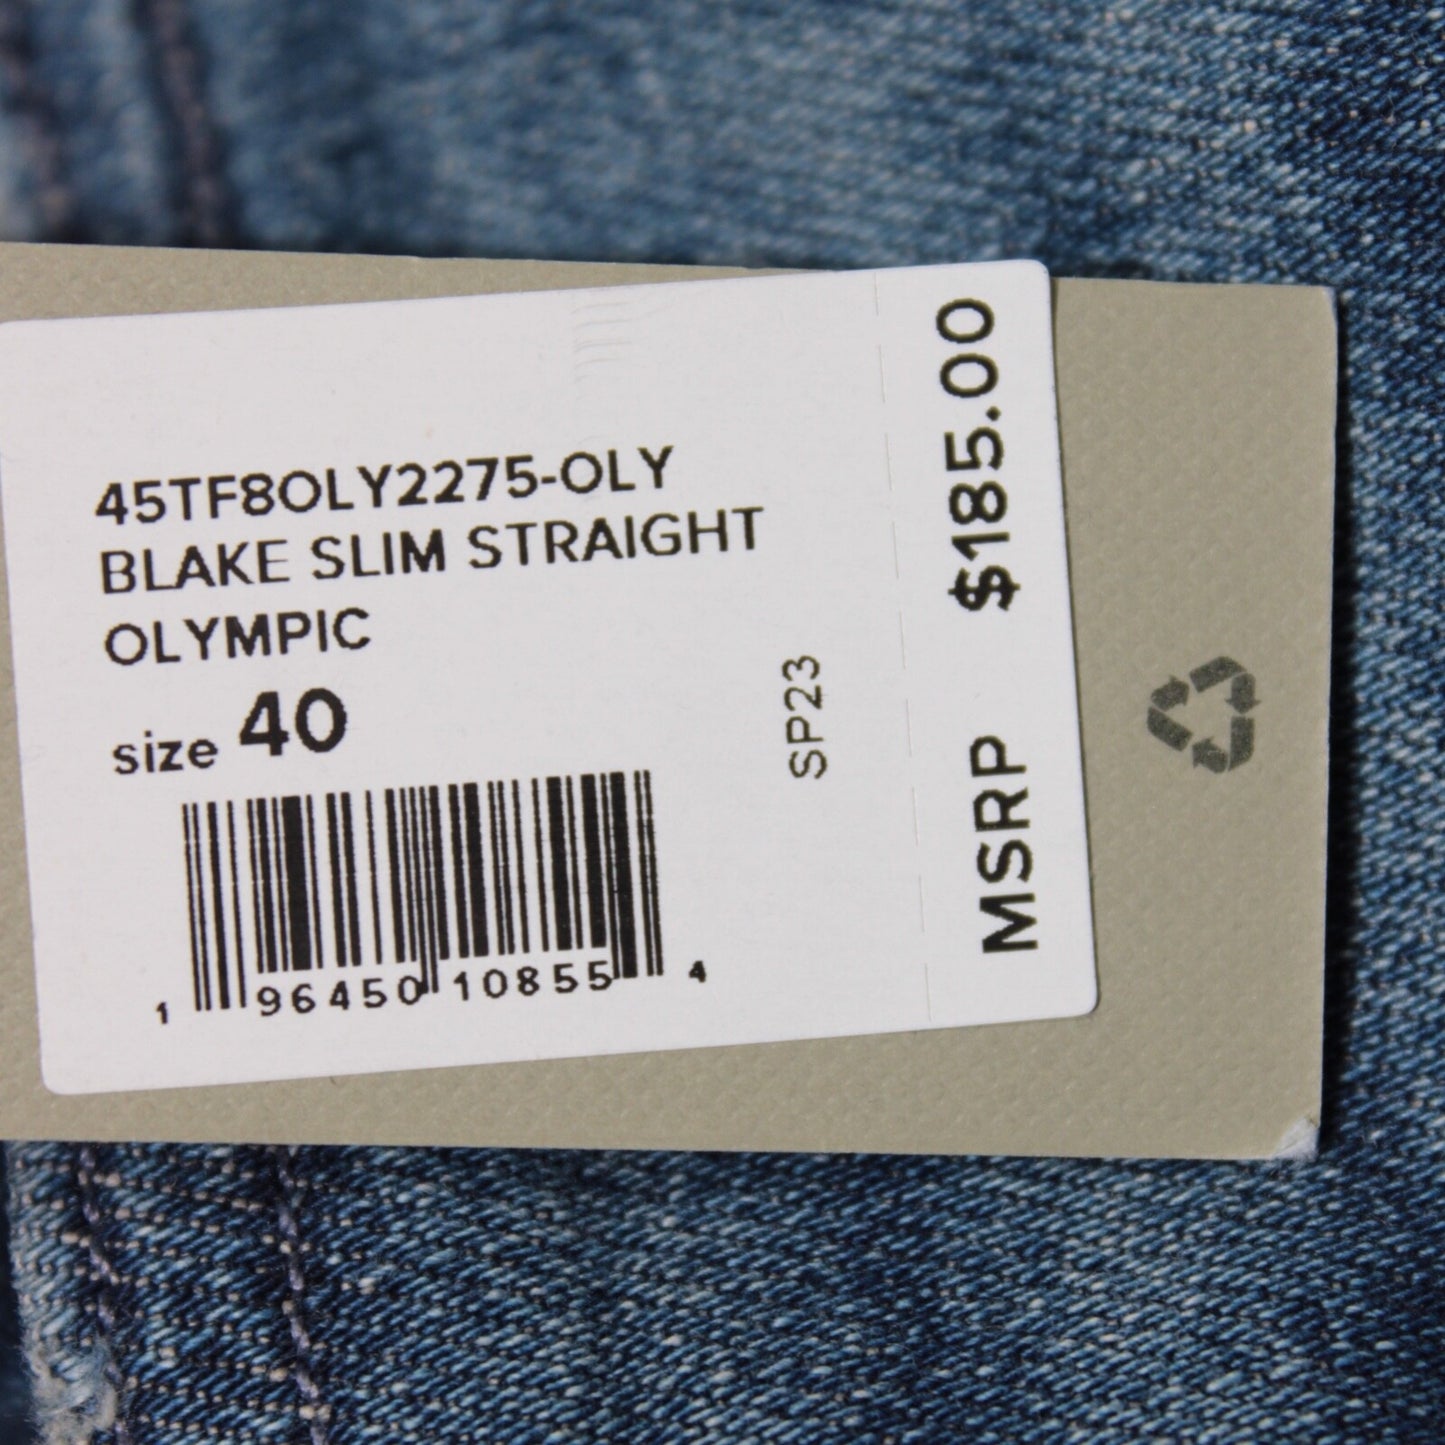 45TF8OLY2275-OLY
BLAKE SLIM STRAIGHT
OLYMPIC
size 40
SP23
1 96450 10855 4
MSRP $185.00